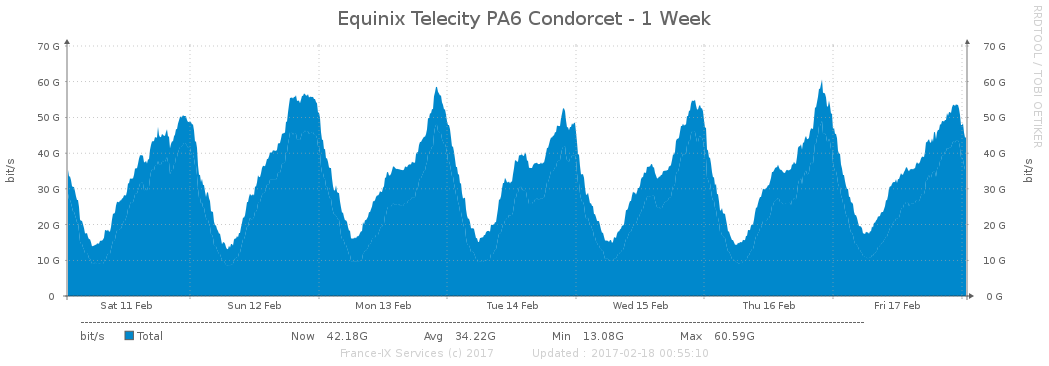 Equinix Telecity PA6 Condorcet - 1 Week
RRDTOOL / TOBI OETIKER
bit/s
bit/s
70 G 70 G
60 G 60 G
50 G 50 G
40 G 40 G
30 G 30 G
20 G 20 G
10 G 10 G
0 0 G
Sat 11 Feb Sun 12 Feb Mon 13 Feb Tue 14 Feb Wed 15 Feb Thu 16 Feb Fri 17 Feb
bit/s Total Now 42.18G Avg 34.22G Min 13.08G Max 60.59G
France-IX Services (c) 2017 Updated : 2017-02-18 00:55:10